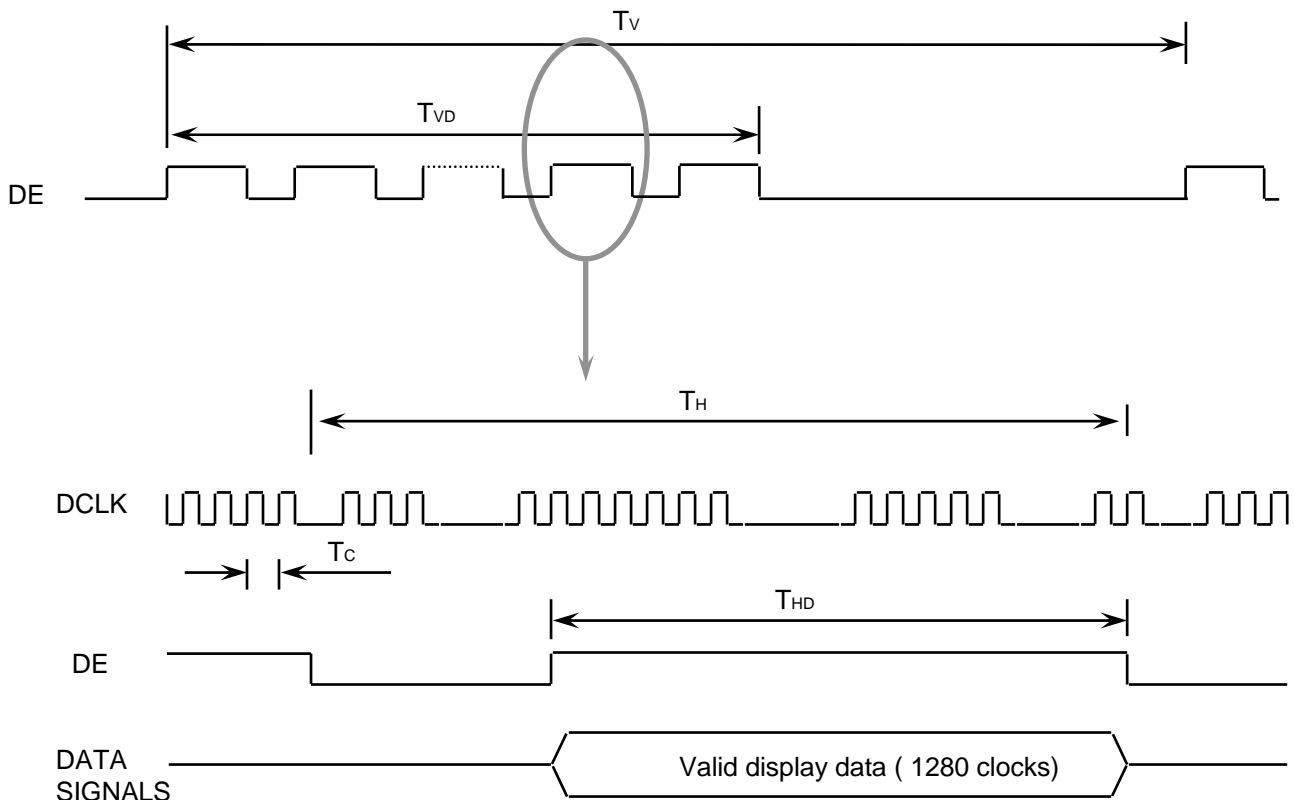 TV
TVD
DE
TH
DCLK
TC
THD
DE
DATA
SIGNALS
Valid display data ( 1280 clocks)